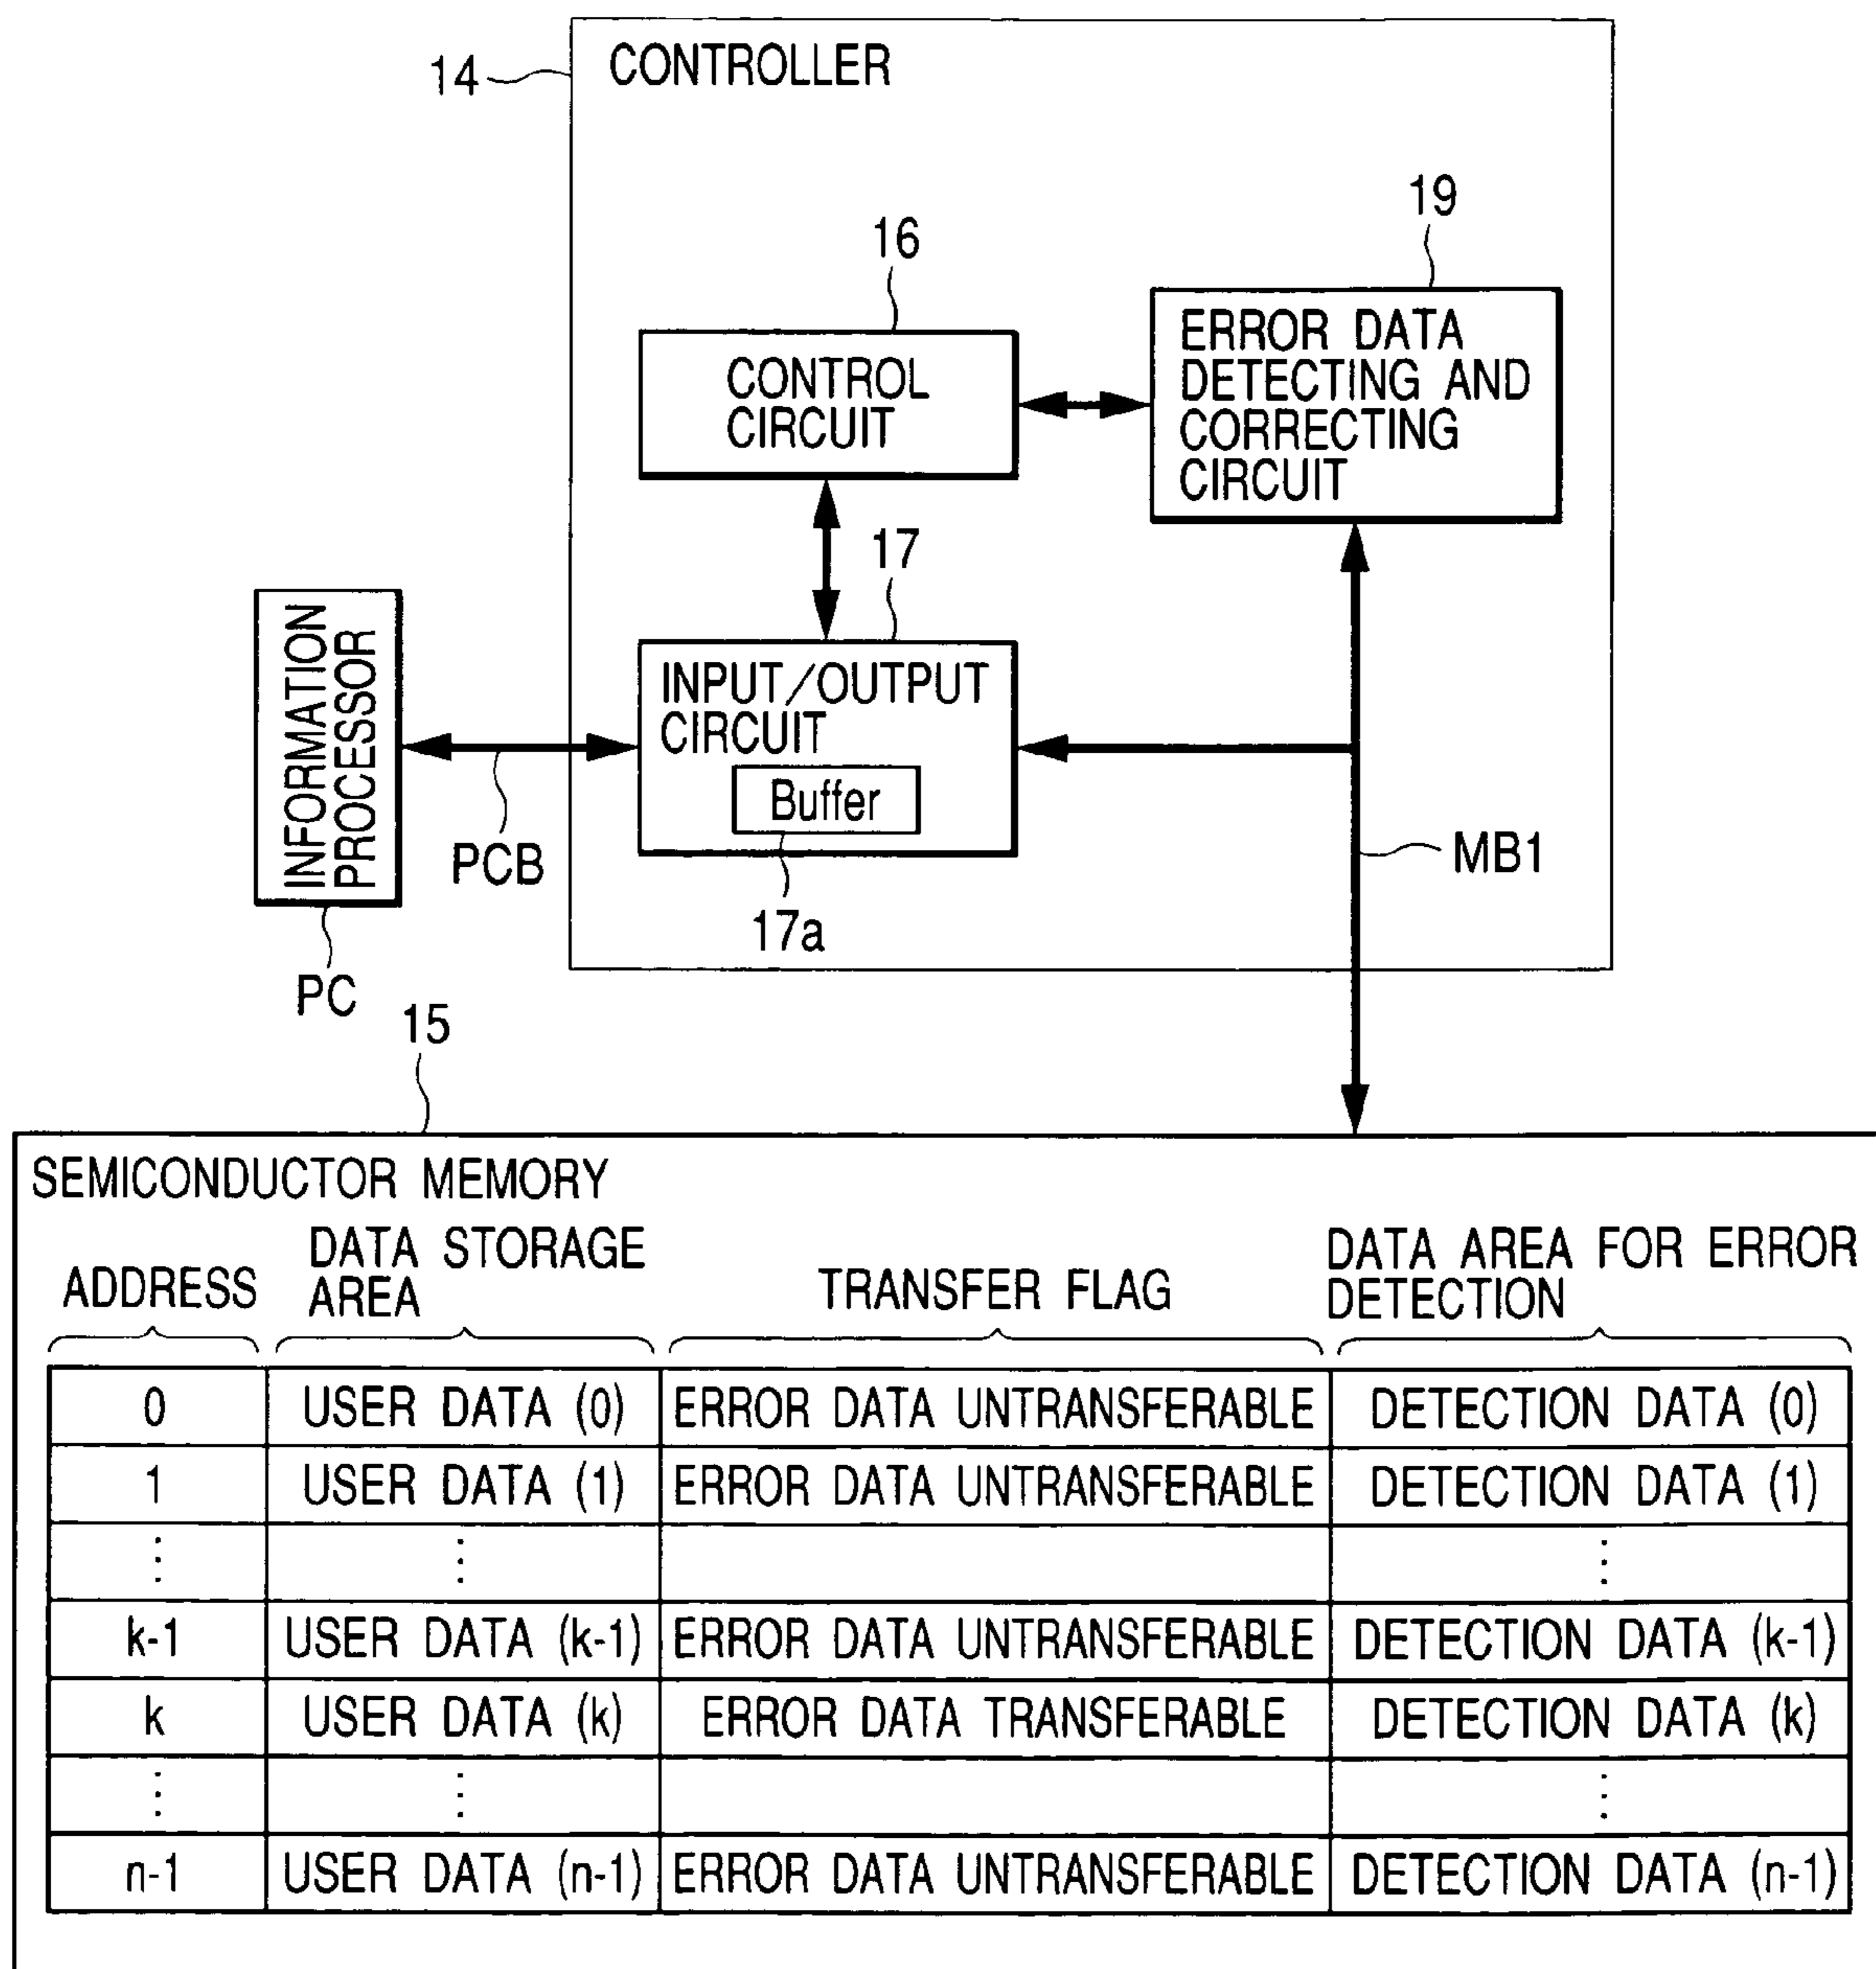 14
CONTROLLER
19
16
CONTROL
CIRCUIT
ERROR DATA
DETECTING AND
CORRECTING
CIRCUIT
17
INPUT/OUTPUT
CIRCUIT
Buffer
17a
INFORMATION
PROCESSOR
PCB
PC
MB1
15
SEMICONDUCTOR MEMORY
ADDRESS
DATA STORAGE
AREA
TRANSFER FLAG
DATA AREA FOR ERROR
DETECTION
0 USER DATA (0) ERROR DATA UNTRANSFERABLE DETECTION DATA (0)
1 USER DATA (1) ERROR DATA UNTRANSFERABLE DETECTION DATA (1)
⋮ ⋮ ⋮
k-1 USER DATA (k-1) ERROR DATA UNTRANSFERABLE DETECTION DATA (k-1)
k USER DATA (k) ERROR DATA TRANSFERABLE DETECTION DATA (k)
⋮ ⋮ ⋮
n-1 USER DATA (n-1) ERROR DATA UNTRANSFERABLE DETECTION DATA (n-1)